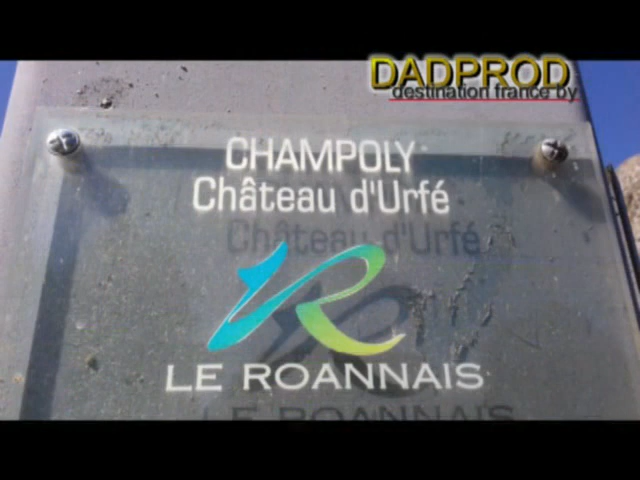 DADPROD
destination france by
CHAMPOLY
Château d'Urfé
LE ROANNAIS